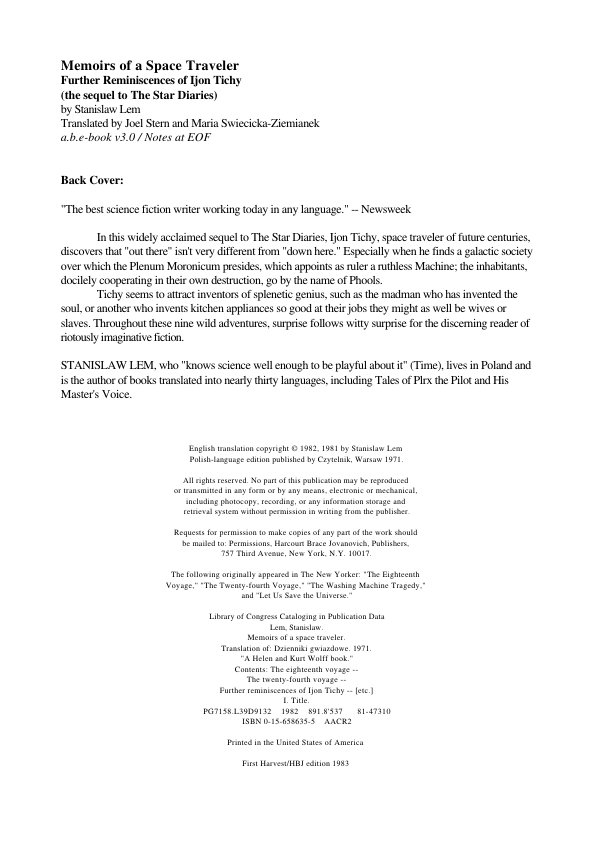 Memoirs of a Space Traveler
Further Reminiscences of Ijon Tichy
(the sequel to The Star Diaries)
by Stanislaw Lem
Translated by Joel Stern and Maria Swiecicka-Ziemianek
a.b.e-book v3.0 / Notes at EOF
Back Cover:
"The best science fiction writer working today in any language." -- Newsweek
In this widely acclaimed sequel to The Star Diaries, Ijon Tichy, space traveler of future centuries,
discovers that "out there" isn't very different from "down here." Especially when he finds a galactic society
over which the Plenum Moronicum presides, which appoints as ruler a ruthless Machine; the inhabitants,
docilely cooperating in their own destruction, go by the name of Phools.
Tichy seems to attract inventors of splenetic genius, such as the madman who has invented the
soul, or another who invents kitchen appliances so good at their jobs they might as well be wives or
slaves. Throughout these nine wild adventures, surprise follows witty surprise for the discerning reader of
riotously imaginative fiction.
STANISLAW LEM, who "knows science well enough to be playful about it" (Time), lives in Poland and
is the author of books translated into nearly thirty languages, including Tales of Plrx the Pilot and His
Master's Voice.
English translation copyright © 1982, 1981 by Stanislaw Lem
Polish-language edition published by Czytelnik, Warsaw 1971.
All rights reserved. No part of this publication may be reproduced
or transmitted in any form or by any means, electronic or mechanical,
including photocopy, recording, or any information storage and
retrieval system without permission in writing from the publisher.
Requests for permission to make copies of any part of the work should
be mailed to: Permissions, Harcourt Brace Jovanovich, Publishers,
757 Third Avenue, New York, N.Y. 10017.
The following originally appeared in The New Yorker: "The Eighteenth
Voyage," "The Twenty-fourth Voyage," "The Washing Machine Tragedy,"
and "Let Us Save the Universe."
Library of Congress Cataloging in Publication Data
Lem, Stanislaw.
Memoirs of a space traveler.
Translation of: Dzienniki gwiazdowe. 1971.
"A Helen and Kurt Wolff book."
Contents: The eighteenth voyage --
The twenty-fourth voyage --
Further reminiscences of Ijon Tichy -- [etc.]
I. Title.
PG7158.L39D9132 1982 891.8'537 81-47310
ISBN 0-15-658635-5 AACR2
Printed in the United States of America
First Harvest/HBJ edition 1983